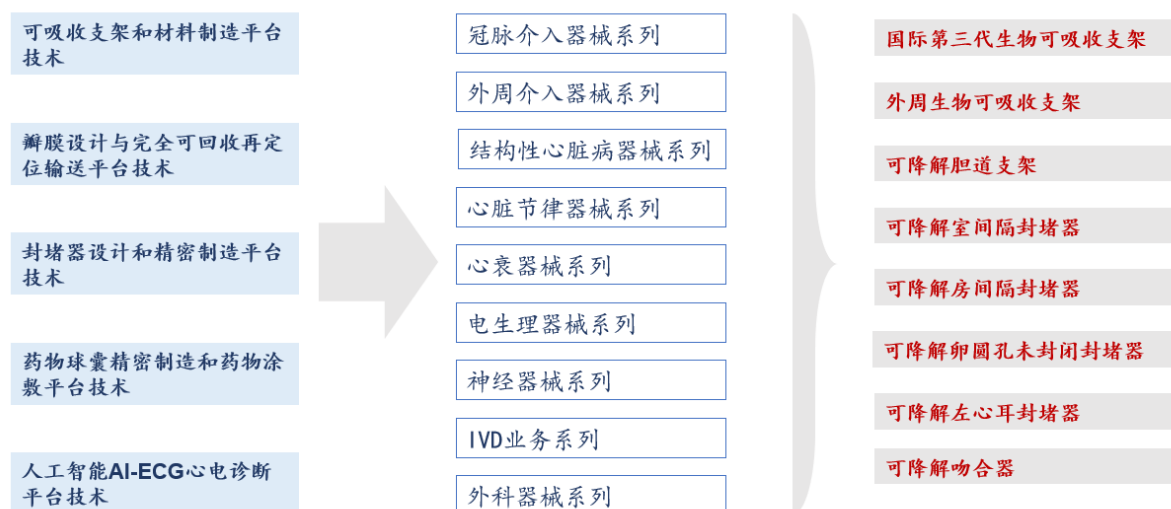 可吸收支架和材料制造平台
技术
瓣膜设计与完全可回收再定
位输送平台技术
封堵器设计和精密制造平台
技术
药物球囊精密制造和药物涂
敷平台技术
人工智能AI-ECG心电诊断
平台技术
冠脉介入器械系列
外周介入器械系列
结构性心脏病器械系列
心脏节律器械系列
心衰器械系列
电生理器械系列
神经器械系列
IVD业务系列
外科器械系列
国际第三代生物可吸收支架
外周生物可吸收支架
可降解胆道支架
可降解室间隔封堵器
可降解房间隔封堵器
可降解卵圆孔未封闭封堵器
可降解左心耳封堵器
可降解吻合器